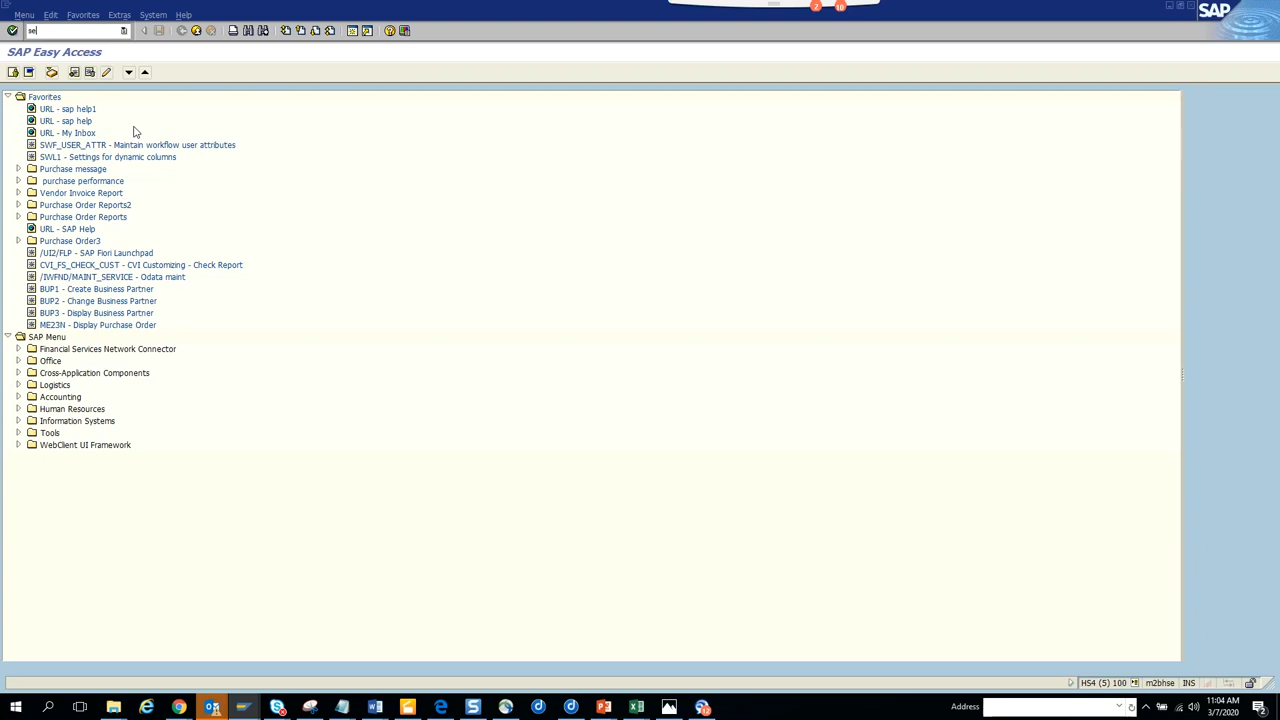 Menu Edit Favorites Extras System Help
2 10
SAP
se
SAP Easy Access
Favorites
URL - sap help1
URL - sap help
URL - My Inbox
SWF_USER_ATTR - Maintain workflow user attributes
SWL1 - Settings for dynamic columns
Purchase message
purchase performance
Vendor Invoice Report
Purchase Order Reports2
Purchase Order Reports
URL - SAP Help
Purchase Order3
/UI2/FLP - SAP Fiori Launchpad
CVI_FS_CHECK_CUST - CVI Customizing - Check Report
/IWFND/MAINT_SERVICE - Odata maint
BUP1 - Create Business Partner
BUP2 - Change Business Partner
BUP3 - Display Business Partner
ME23N - Display Purchase Order
SAP Menu
Financial Services Network Connector
Office
Cross-Application Components
Logistics
Accounting
Human Resources
Information Systems
Tools
WebClient UI Framework
HS4 (5) 100 m2bhse INS
Address
11:04 AM
3/7/2020